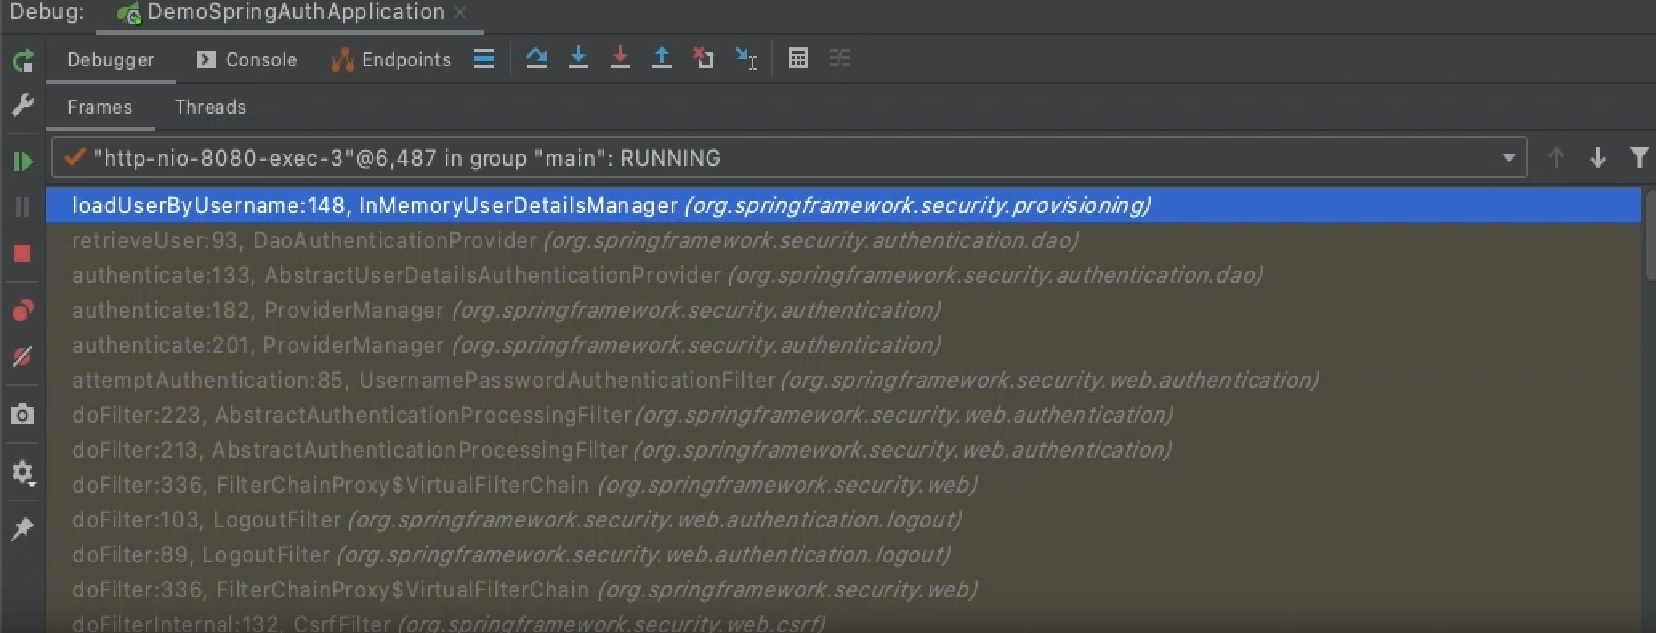 Debug: DemoSpringAuthApplication
Debugger Console Endpoints
Frames Threads
"http-nio-8080-exec-3"@6,487 in group "main": RUNNING
loadUserByUsername:148, InMemoryUserDetailsManager (org.springframework.security.provisioning)
retrieveUser:93, DaoAuthenticationProvider (org.springframework.security.authentication.dao)
authenticate:133, AbstractUserDetailsAuthenticationProvider (org.springframework.security.authentication.dao)
authenticate:182, ProviderManager (org.springframework.security.authentication)
authenticate:201, ProviderManager (org.springframework.security.authentication)
attemptAuthentication:85, UsernamePasswordAuthenticationFilter (org.springframework.security.web.authentication)
doFilter:223, AbstractAuthenticationProcessingFilter (org.springframework.security.web.authentication)
doFilter:213, AbstractAuthenticationProcessingFilter (org.springframework.security.web.authentication)
doFilter:336, FilterChainProxy$VirtualFilterChain (org.springframework.security.web)
doFilter:103, LogoutFilter (org.springframework.security.web.authentication.logout)
doFilter:89, LogoutFilter (org.springframework.security.web.authentication.logout)
doFilter:336, FilterChainProxy$VirtualFilterChain (org.springframework.security.web)
doFilterInternal:132, CsrfFilter (org.springframework.security.web.csrf)